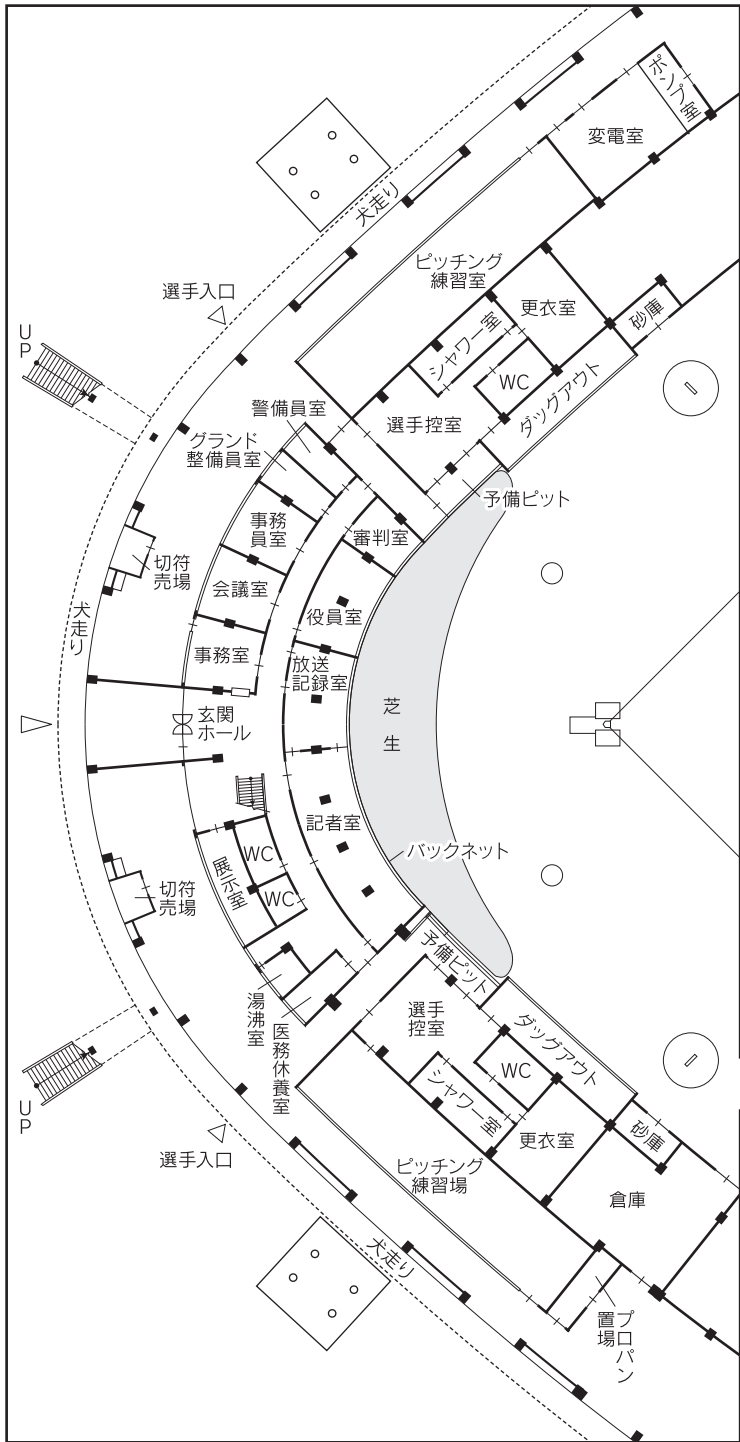 ポンプ室
変電室
犬走り
ピッチング
練習室
選手入口
更衣室
砂庫
シャワー室
UP
WC
ダッグアウト
警備員室
選手控室
グランド
整備員室
予備ピット
事務
員室
審判室
切符
売場
会議室
役員室
犬走り
事務室
放送
記録室
芝生
玄関
ホール
記者室
バックネット
WC
展示室
切符
売場
WC
予備ピット
湯沸室
医務休養室
選手
控室
ダッグアウト
WC
シャワー室
UP
砂庫
更衣室
選手入口
ピッチング
練習場
倉庫
犬走り
プロパン
置場